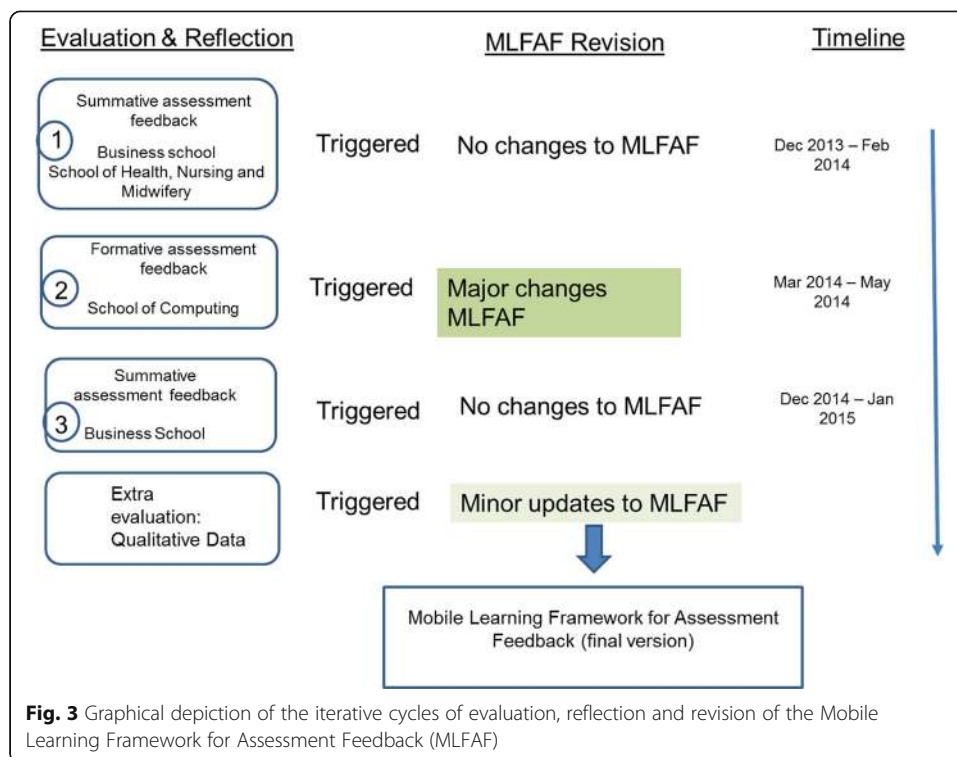 Evaluation & Reflection
MLFAF Revision
Timeline
Summative assessment
feedback
1
Business school
School of Health, Nursing and
Midwifery
Triggered
No changes to MLFAF
Dec 2013 – Feb
2014
Formative assessment
feedback
2
School of Computing
Triggered
Major changes
MLFAF
Mar 2014 – May
2014
Summative
assessment feedback
3
Business School
Triggered
No changes to MLFAF
Dec 2014 – Jan
2015
Extra
evaluation:
Qualitative Data
Triggered
Minor updates to MLFAF
Mobile Learning Framework for Assessment
Feedback (final version)
Fig. 3 Graphical depiction of the iterative cycles of evaluation, reflection and revision of the Mobile
Learning Framework for Assessment Feedback (MLFAF)